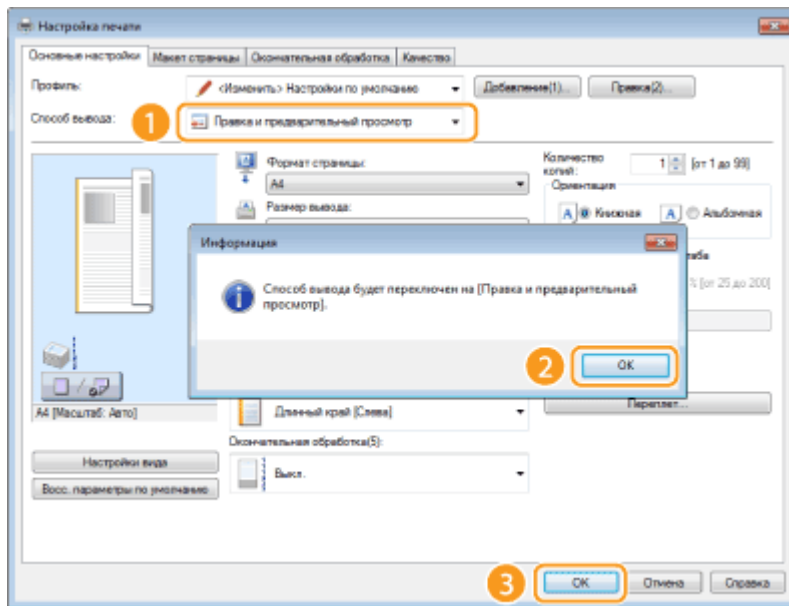 Настройка печати
Основные настройки Макет страницы Окончательная обработка Качество
Профиль: <Изменить> Настройки по умолчанию Добавление(1)... Правка(2)...
Способ вывода: 1 Правка и предварительный просмотр
Формат страницы: Количество копий: 1 [от 1 до 99]
A4 Ориентация
Размер вывода: A Книжная A Альбомная
Информация
Способ вывода будет переключен на [Правка и предварительный
просмотр].
% [от 25 до 200]
2 OK
A4 [Масштаб: Авто] Длинный край [Слева] Переплет...
Окончательная обработка(5):
Настройки вида
Выкл.
Восс. параметры по умолчанию
3 OK Отмена Справка